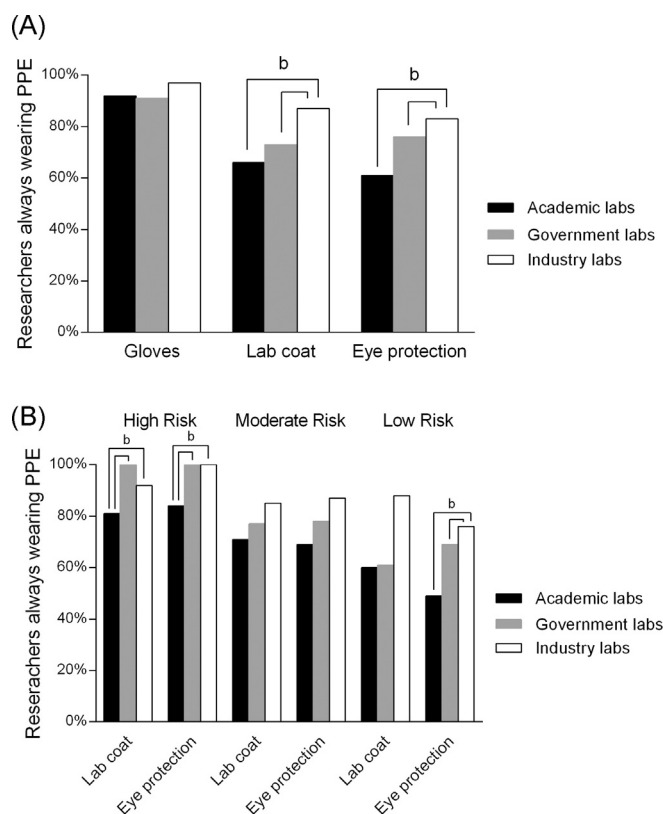 (A)
Researchers always wearing PPE
100%
80%
60%
40%
20%
0%
b
b
Gloves
Lab coat
Eye protection
Academic labs
Government labs
Industry labs
(B)
High Risk
Moderate Risk
Low Risk
Reserachers always wearing PPE
100%
80%
60%
40%
20%
0%
b
b
b
Lab coat
Eye protection
Lab coat
Eye protection
Lab coat
Eye protection
Academic labs
Government labs
Industry labs